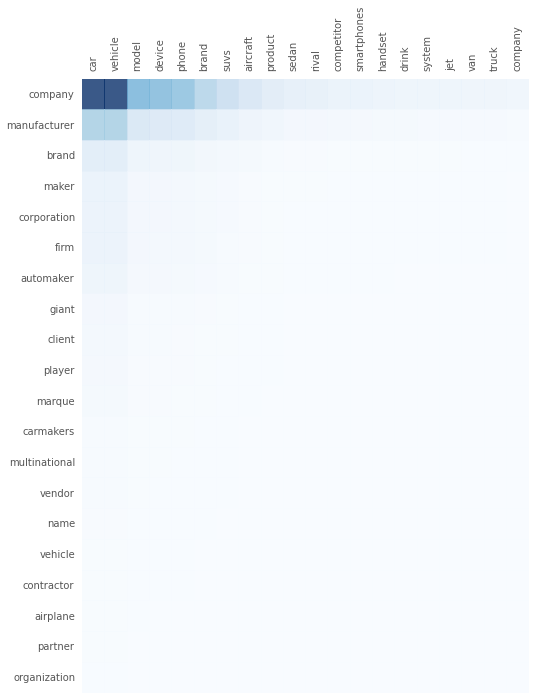 car
vehicle
model
device
phone
brand
suvs
aircraft
product
sedan
rival
competitor
smartphones
handset
drink
system
jet
van
truck
company
company
manufacturer
brand
maker
corporation
firm
automaker
giant
client
player
marque
carmakers
multinational
vendor
name
vehicle
contractor
airplane
partner
organization